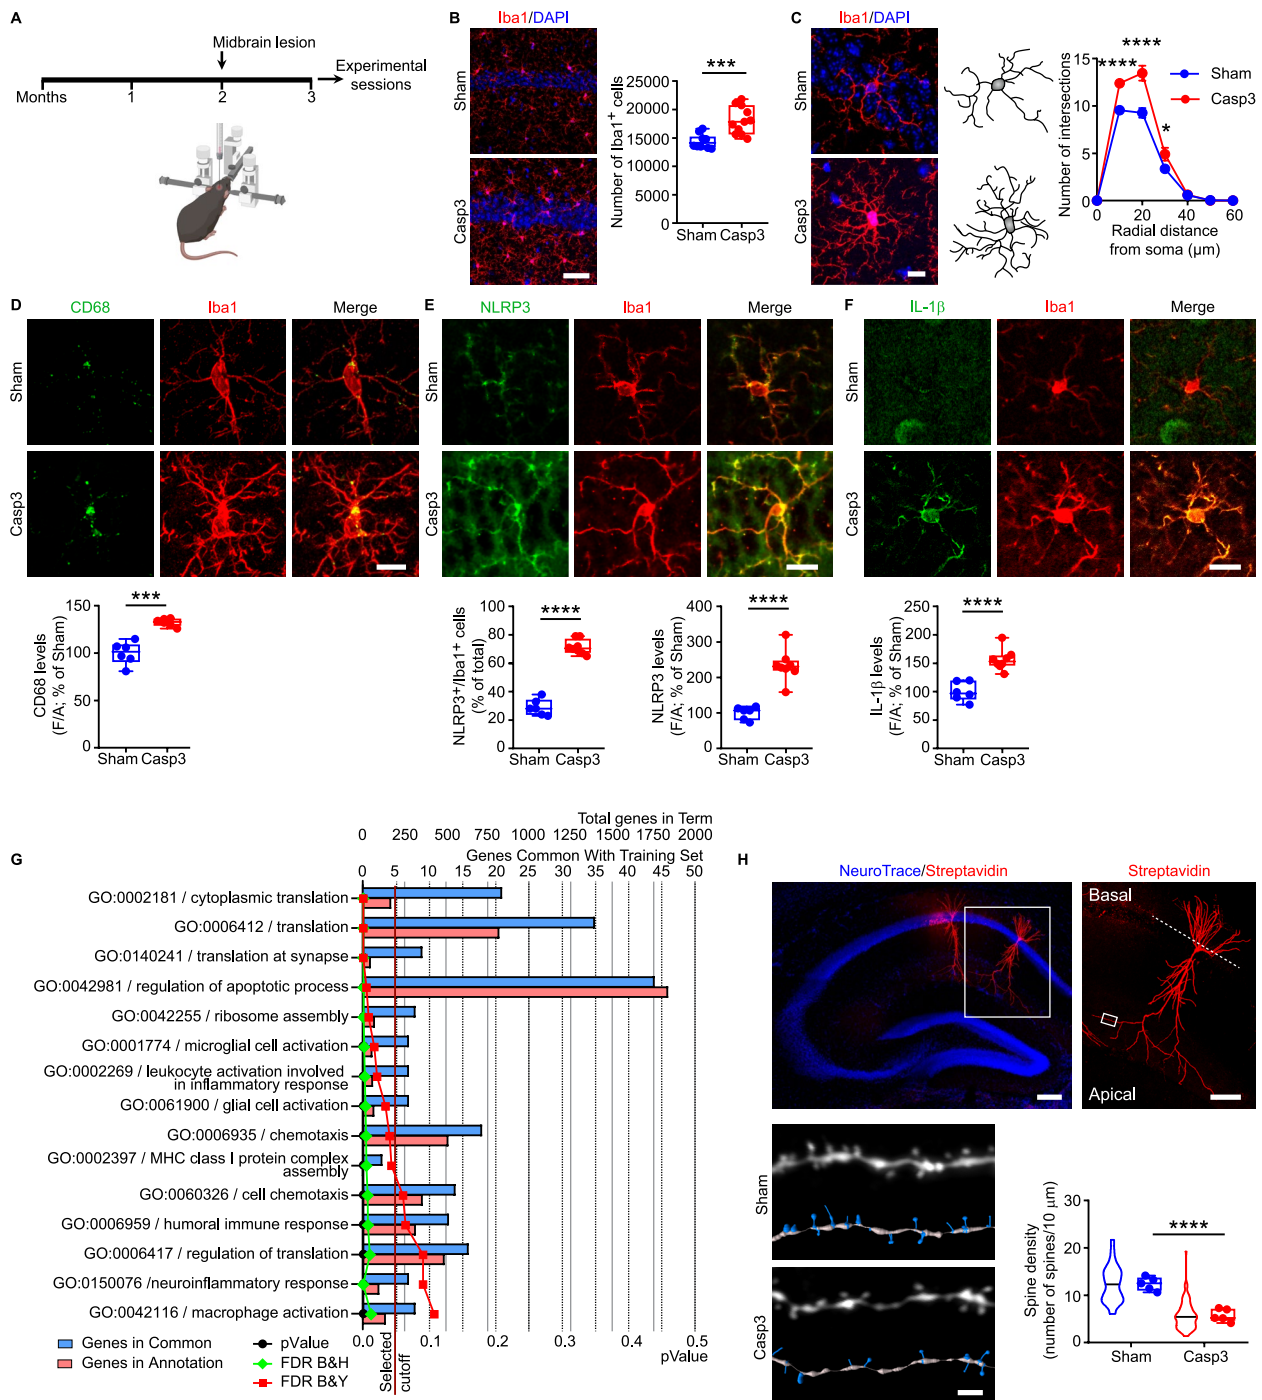 A
Midbrain lesion
Experimental
sessions
Months
1
2
3
B
Iba1/DAPI
Sham
Casp3
***
Number of Iba1+ cells
25000
20000
15000
10000
5000
0
Sham Casp3
C
Iba1/DAPI
Sham
Casp3
****
****
*
Sham
Casp3
Number of intersections
15
10
5
0
0
20
40
60
Radial distance
from soma (µm)
D
CD68
Iba1
Merge
Sham
Casp3
***
CD68 levels
(F/A; % of Sham)
150
100
50
0
Sham Casp3
E
NLRP3
Iba1
Merge
Sham
Casp3
****
NLRP3+/Iba1+ cells
(% of total)
100
80
60
40
20
0
Sham Casp3
****
NLRP3 levels
(F/A; % of Sham)
400
300
200
100
0
Sham Casp3
F
IL-1β
Iba1
Merge
Sham
Casp3
****
IL-1β levels
(F/A; % of Sham)
250
200
150
100
50
0
Sham Casp3
G
Total genes in Term
0 250 500 750 1000 1250 1500 1750 2000
Genes Common With Training Set
0 5 10 15 20 25 30 35 40 45 50
GO:0002181 / cytoplasmic translation
GO:0006412 / translation
GO:0140241 / translation at synapse
GO:0042981 / regulation of apoptotic process
GO:0042255 / ribosome assembly
GO:0001774 / microglial cell activation
GO:0002269 / leukocyte activation involved
in inflammatory response
GO:0061900 / glial cell activation
GO:0006935 / chemotaxis
GO:0002397 / MHC class I protein complex
assembly
GO:0060326 / cell chemotaxis
GO:0006959 / humoral immune response
GO:0006417 / regulation of translation
GO:0150076 /neuroinflammatory response
GO:0042116 / macrophage activation
0.0 0.1 0.2 0.3 0.4 0.5
pValue
Genes in Common
Genes in Annotation
pValue
FDR B&H
FDR B&Y
Selected
cutoff
H
NeuroTrace/Streptavidin
Streptavidin
Basal
Apical
Sham
Casp3
****
Spine density
(number of spines/10 µm)
30
20
10
0
Sham
Casp3